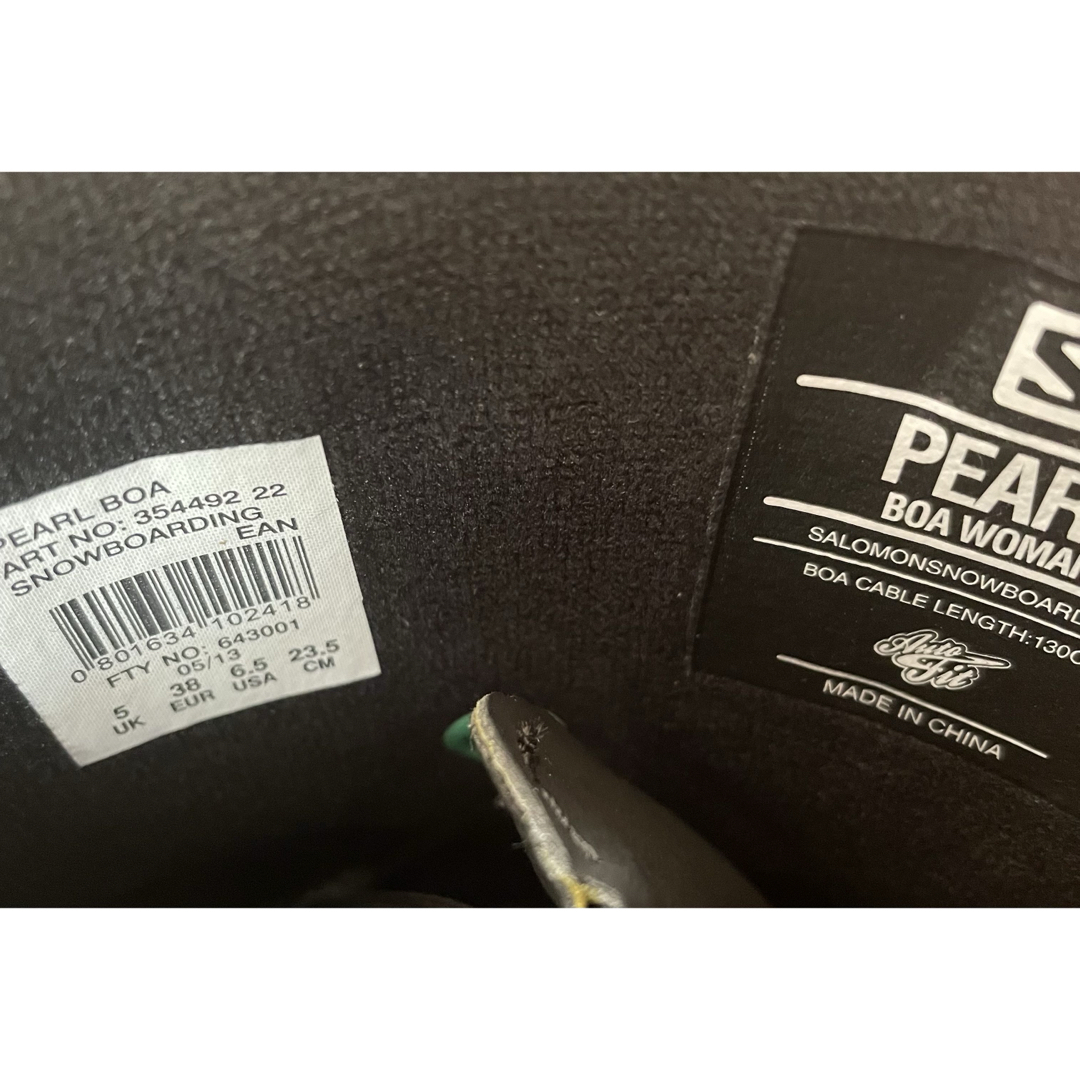 PEARL BOA
ART NO: 354492 22
SNOWBOARDING
EAN
0 801634 102418
FTY NO: 643001
05/13
5 38 6.5 23.5
UK EUR USA CM
PEAR
BOA WOMAN
SALOMONSNOWBOARD
BOA CABLE LENGTH:130
Auto
Fit
MADE IN CHINA